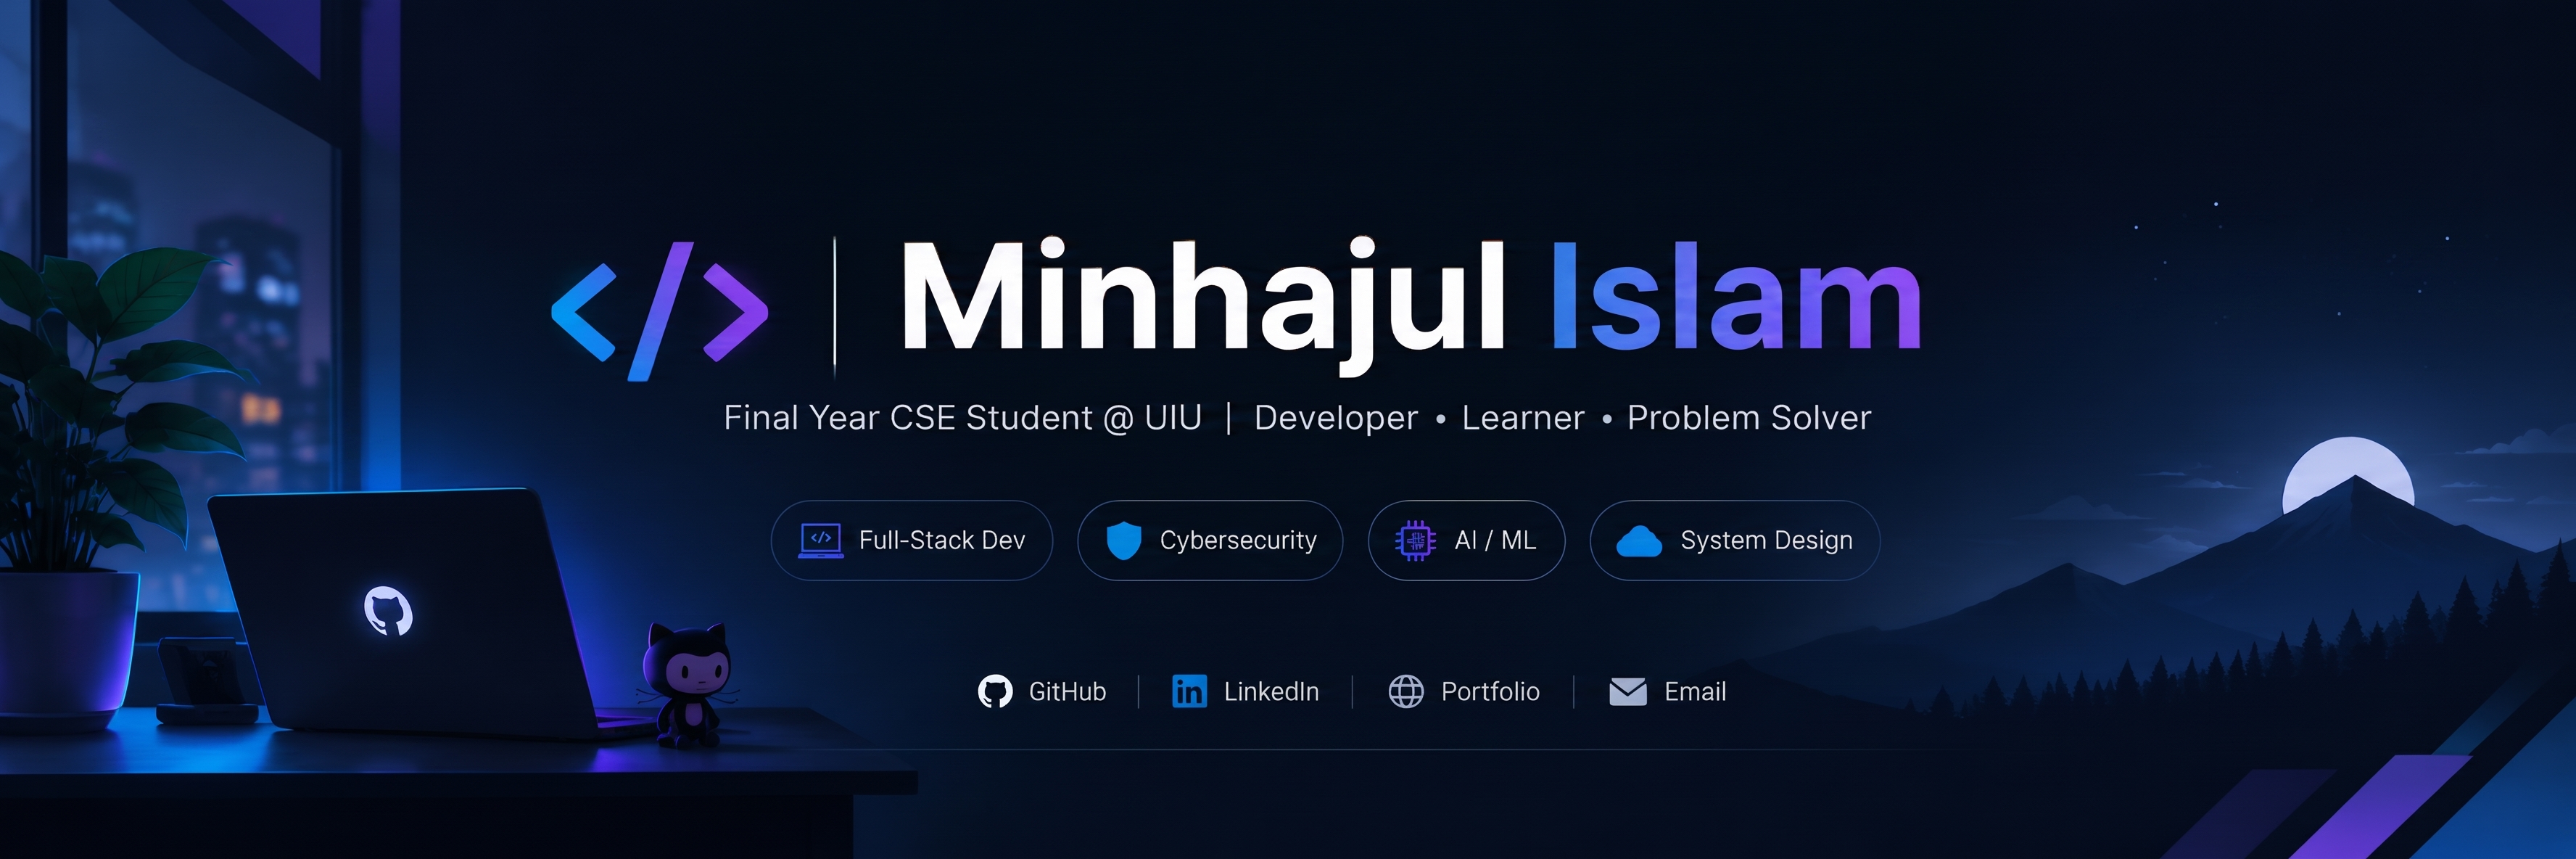 </> | Minhajul Islam
Final Year CSE Student @ UIU | Developer • Learner • Problem Solver
</> Full-Stack Dev Cybersecurity AI / ML System Design
GitHub | in LinkedIn | Portfolio | Email